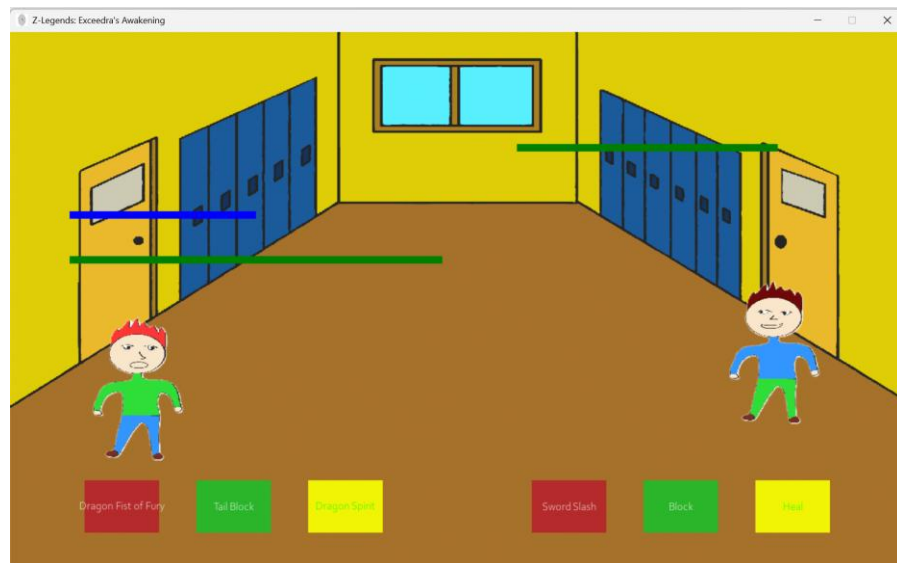 Z-Legends: Exceedra's Awakening
Dragon Fist of Fury
Tail Block
Dragon Spirit
Sword Slash
Block
Heal